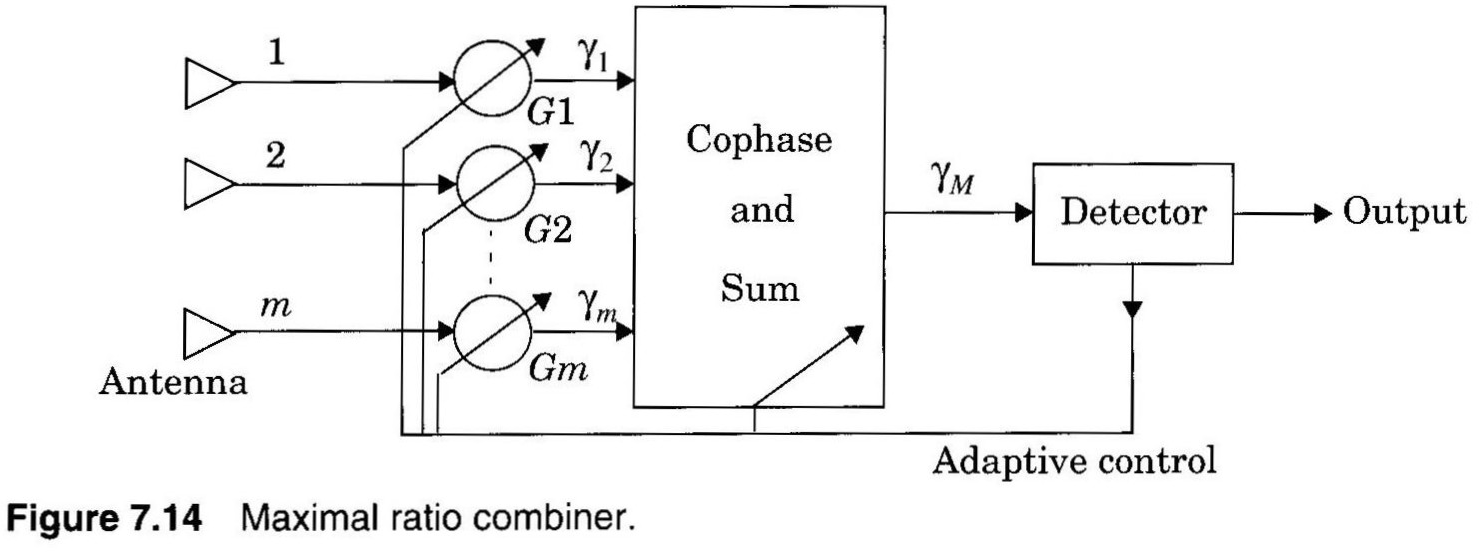 1
γ₁
G1
2
γ₂
G2
m
γₘ
Gm
Antenna
Cophase
and
Sum
γ_M
Detector
Output
Adaptive control
Figure 7.14 Maximal ratio combiner.